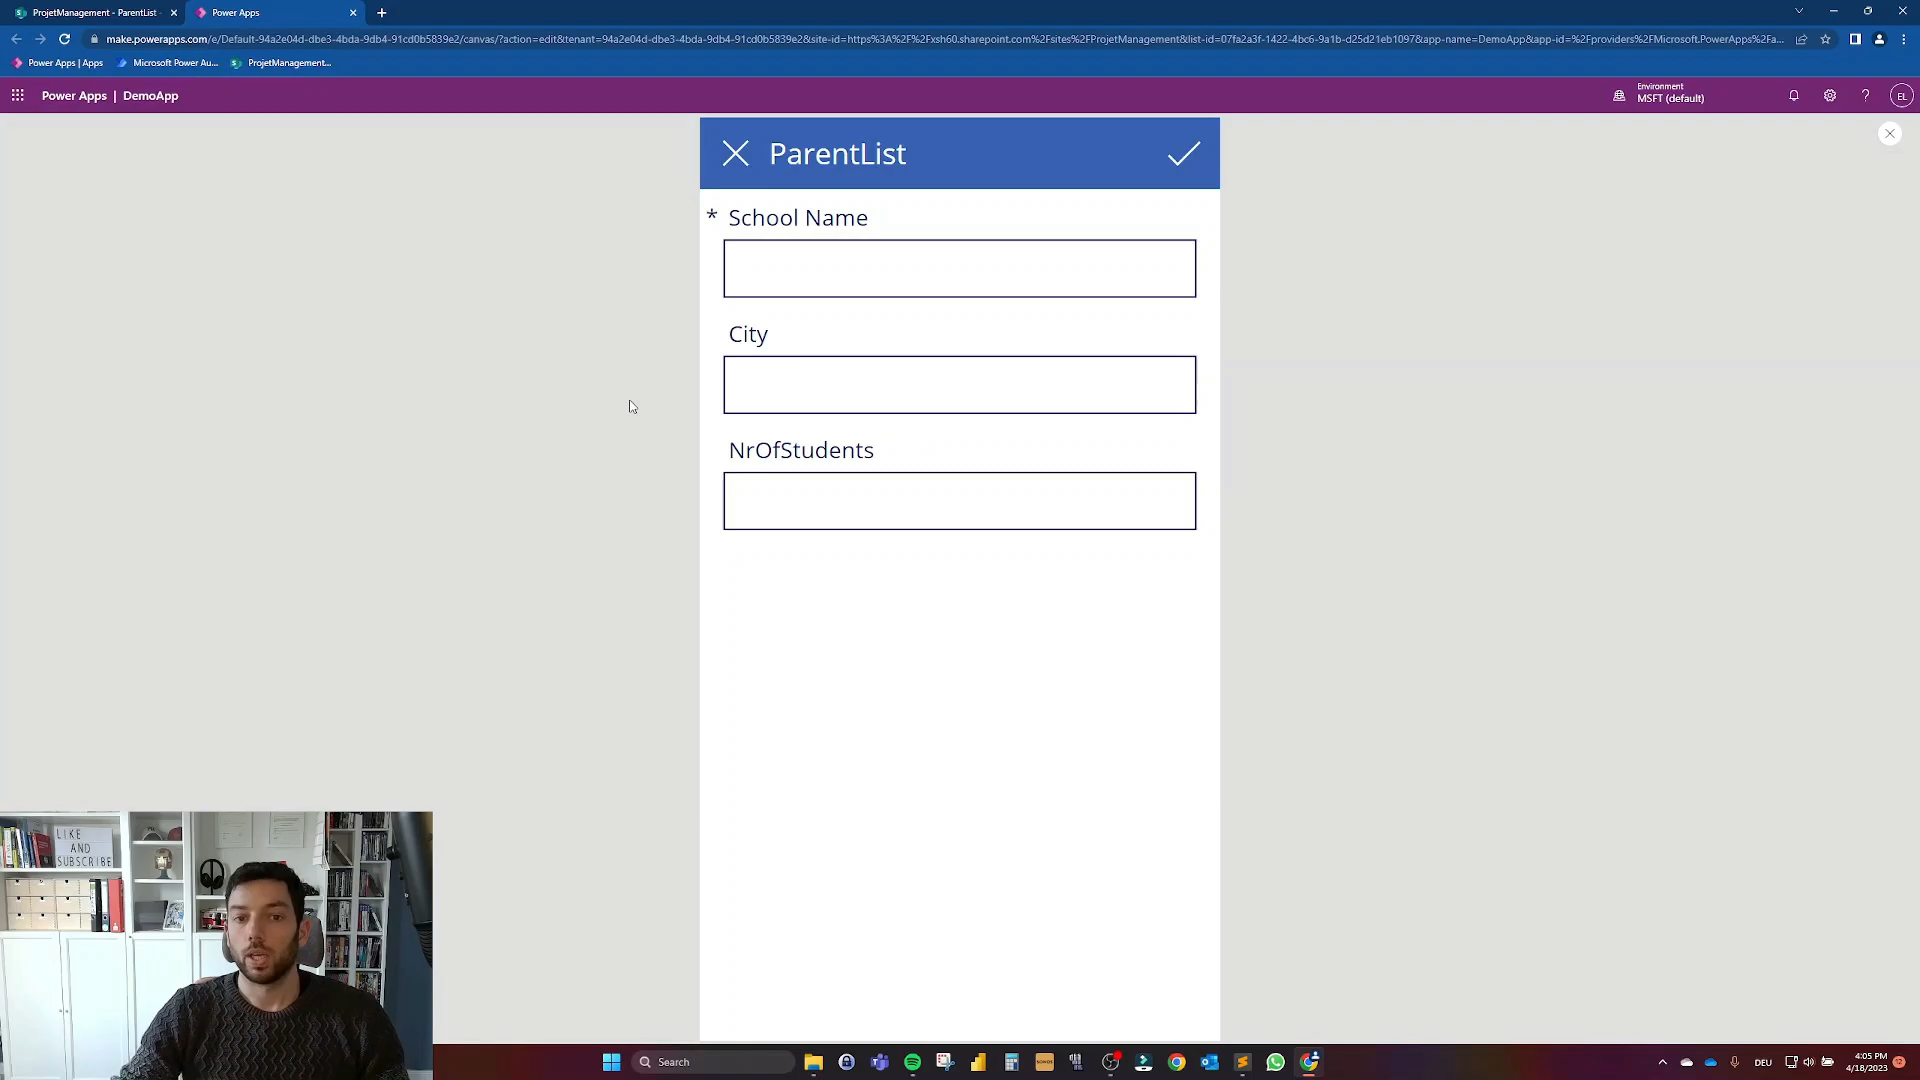 ProjetManagement - ParentList -
Power Apps
make.powerapps.com/e/Default-94a2e04d-dbe3-4bda-9db4-91cd0b5839e2/canvas/?action=edit&tenant=94a2e04d-dbe3-4bda-9db4-91cd0b5839e2&site-id=https%3A%2F%2Fxsh60.sharepoint.com%2Fsites%2FProjetManagement&list-id=07fa2a3f-1422-4bc6-9a1b-d25d21eb1097&app-name=DemoApp&app-id=%2Fproviders%2FMicrosoft.PowerApps%2Fa...
Power Apps | Apps
Microsoft Power Au...
ProjetManagement...
Power Apps | DemoApp
Environment
MSFT (default)
EL
ParentList
* School Name
City
NrOfStudents
LIKE
AND
SUBSCRIBE
Search
DEU
4:05 PM
4/18/2023
12